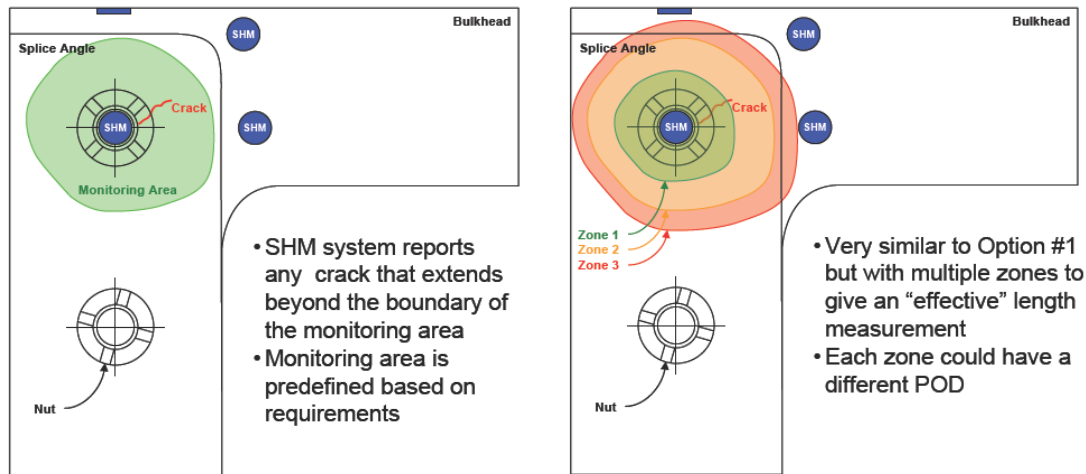 Bulkhead
SHM
Splice Angle
Crack
SHM
SHM
Monitoring Area
• SHM system reports
any crack that extends
beyond the boundary of
the monitoring area
• Monitoring area is
predefined based on
requirements
Nut
Bulkhead
SHM
Splice Angle
Crack
SHM
SHM
Zone 1
Zone 2
Zone 3
• Very similar to Option #1
but with multiple zones to
give an “effective” length
measurement
• Each zone could have a
different POD
Nut